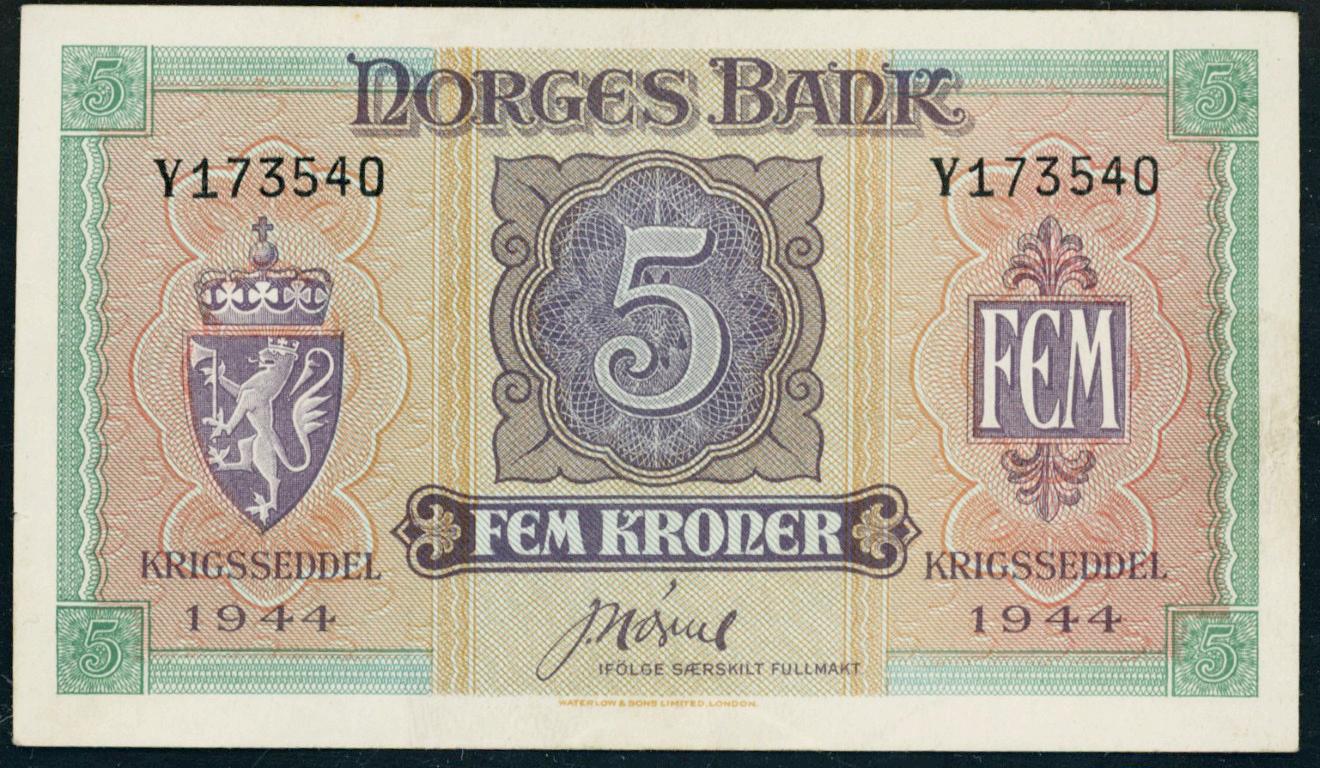 5 NORGES BANK 5
Y173540 Y173540
5
FEM
FEM KRONER
KRIGSSEDDEL KRIGSSEDDEL
1944 1944
IFÖLGE SÆRSKILT FULLMAKT
5 5
WATERLOW & SONS LIMITED, LONDON.